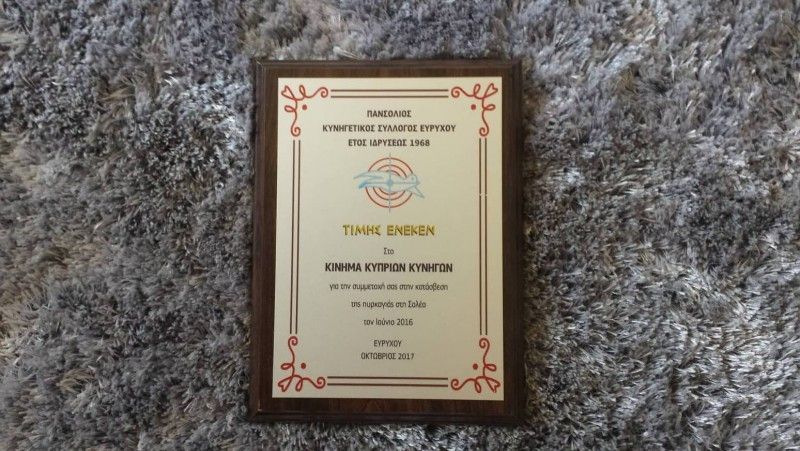 ΠΑΝΣΟΛΙΟΣ
ΚΥΝΗΓΕΤΙΚΟΣ ΣΥΛΛΟΓΟΣ ΕΥΡΥΧΟΥ
ΕΤΟΣ ΙΔΡΥΣΕΩΣ 1968
ΤΙΜΗΣ ΕΝΕΚΕΝ
Στο
ΚΙΝΗΜΑ ΚΥΠΡΙΩΝ ΚΥΝΗΓΩΝ
για την συμμετοχή σας στην κατάσβεση
της πυρκαγιάς στη Σολέα
τον Ιούνιο 2016
ΕΥΡΥΧΟΥ
ΟΚΤΩΒΡΙΟΣ 2017